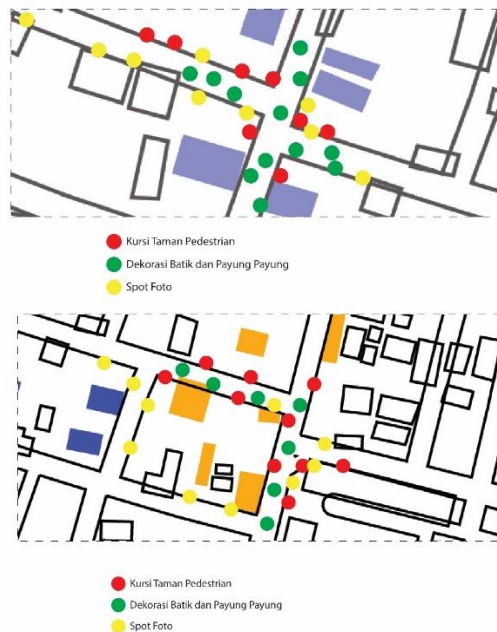 Kursi Taman Pedestrian
Dekorasi Batik dan Payung Payung
Spot Foto
Kursi Taman Pedestrian
Dekorasi Batik dan Payung Payung
Spot Foto